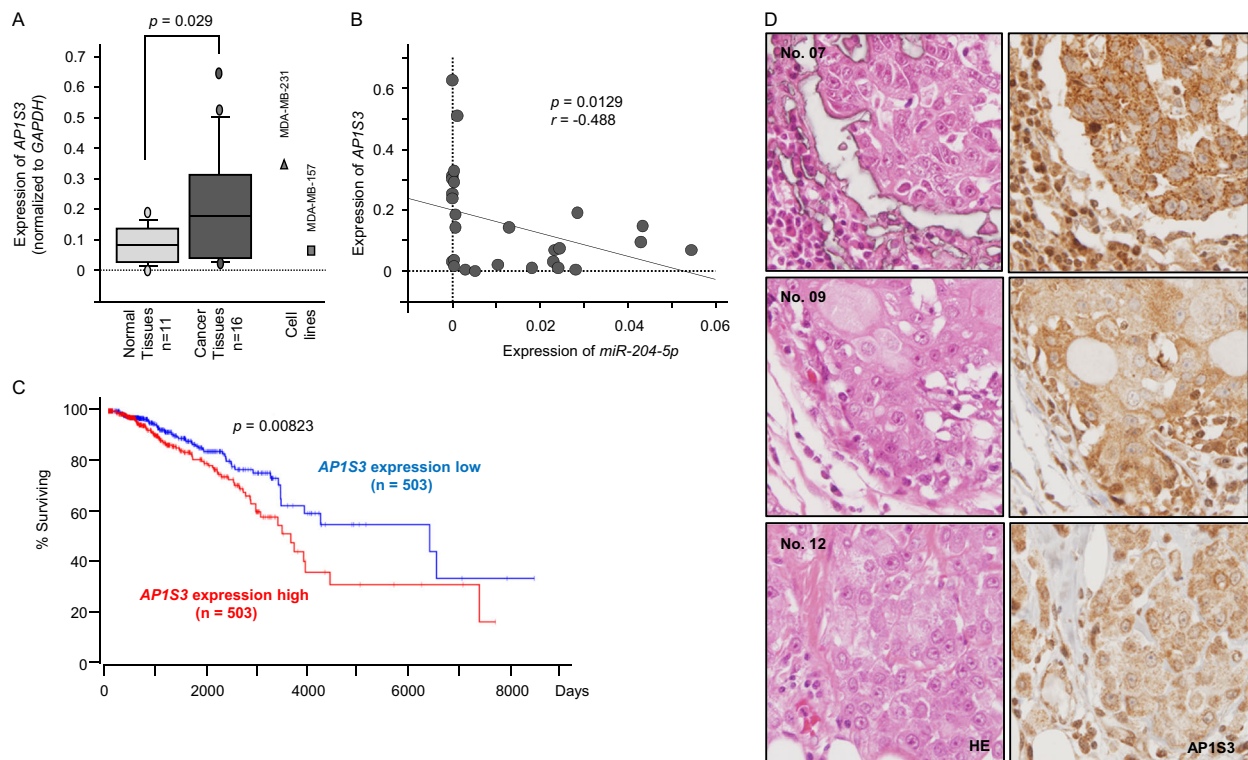 A
p = 0.029
Expression of AP1S3
(normalized to GAPDH)
0.7
0.6
0.5
0.4
0.3
0.2
0.1
0
MDA-MB-231
MDA-MB-157
Normal
Tissues
n=11
Cancer
Tissues
n=16
Cell
lines
B
p = 0.0129
r = -0.488
Expression of AP1S3
0.6
0.4
0.2
0
0
0.02
0.04
0.06
Expression of miR-204-5p
C
p = 0.00823
% Surviving
100
80
60
40
20
0
AP1S3 expression low
(n = 503)
AP1S3 expression high
(n = 503)
0
2000
4000
6000
8000
Days
D
No. 07
No. 09
No. 12
HE
AP1S3